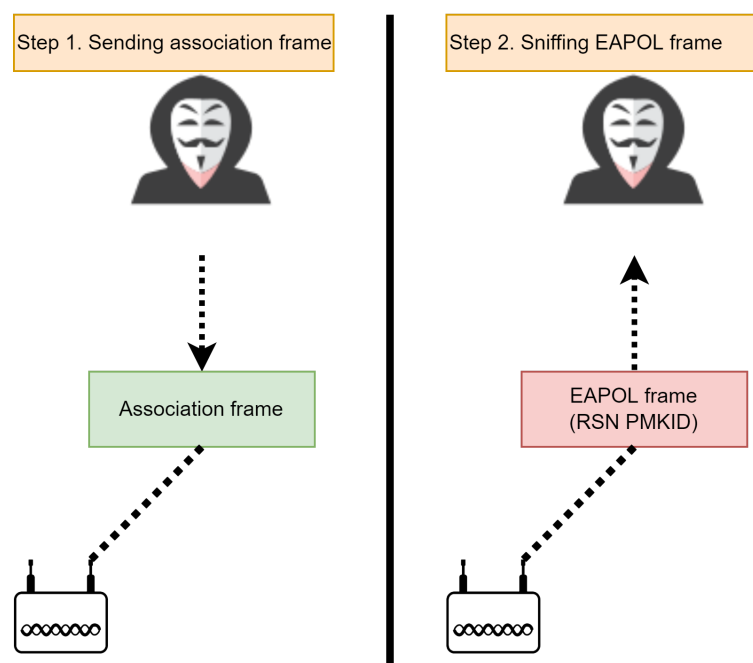 Step 1. Sending association frame
Association frame
Step 2. Sniffing EAPOL frame
EAPOL frame
(RSN PMKID)